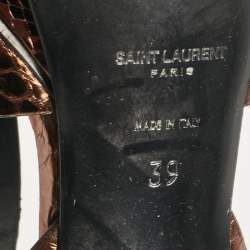 SAINT LAURENT
PARIS
MADE IN ITALY
39